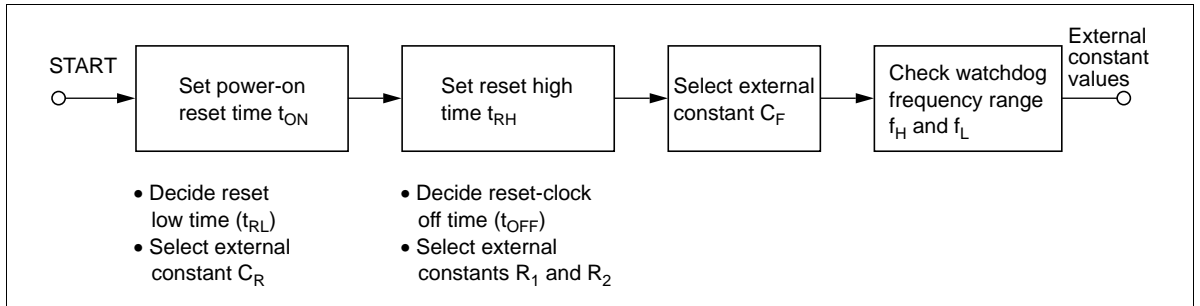 START
Set power-on
reset time tON
Set reset high
time tRH
Select external
constant CF
Check watchdog
frequency range
fH and fL
External
constant
values
• Decide reset
low time (tRL)
• Select external
constant CR
• Decide reset-clock
off time (tOFF)
• Select external
constants R1 and R2